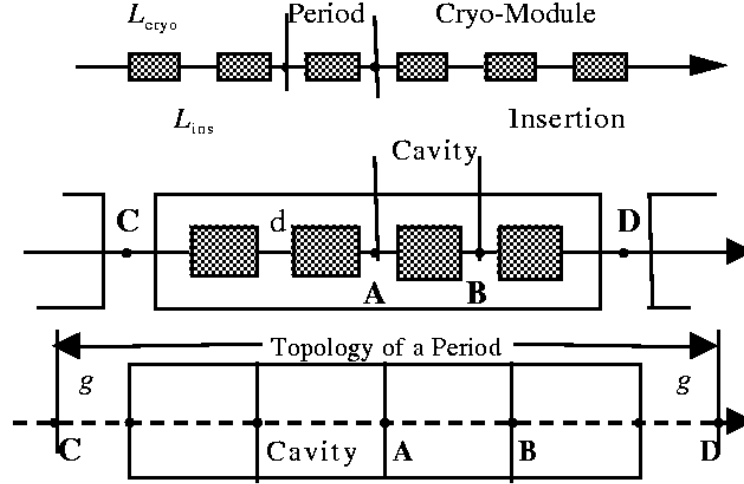 L_cryo Period Cryo-Module
L_ins Insertion
Cavity
C d D
A B
Topology of a Period
g g
C Cavity A B D